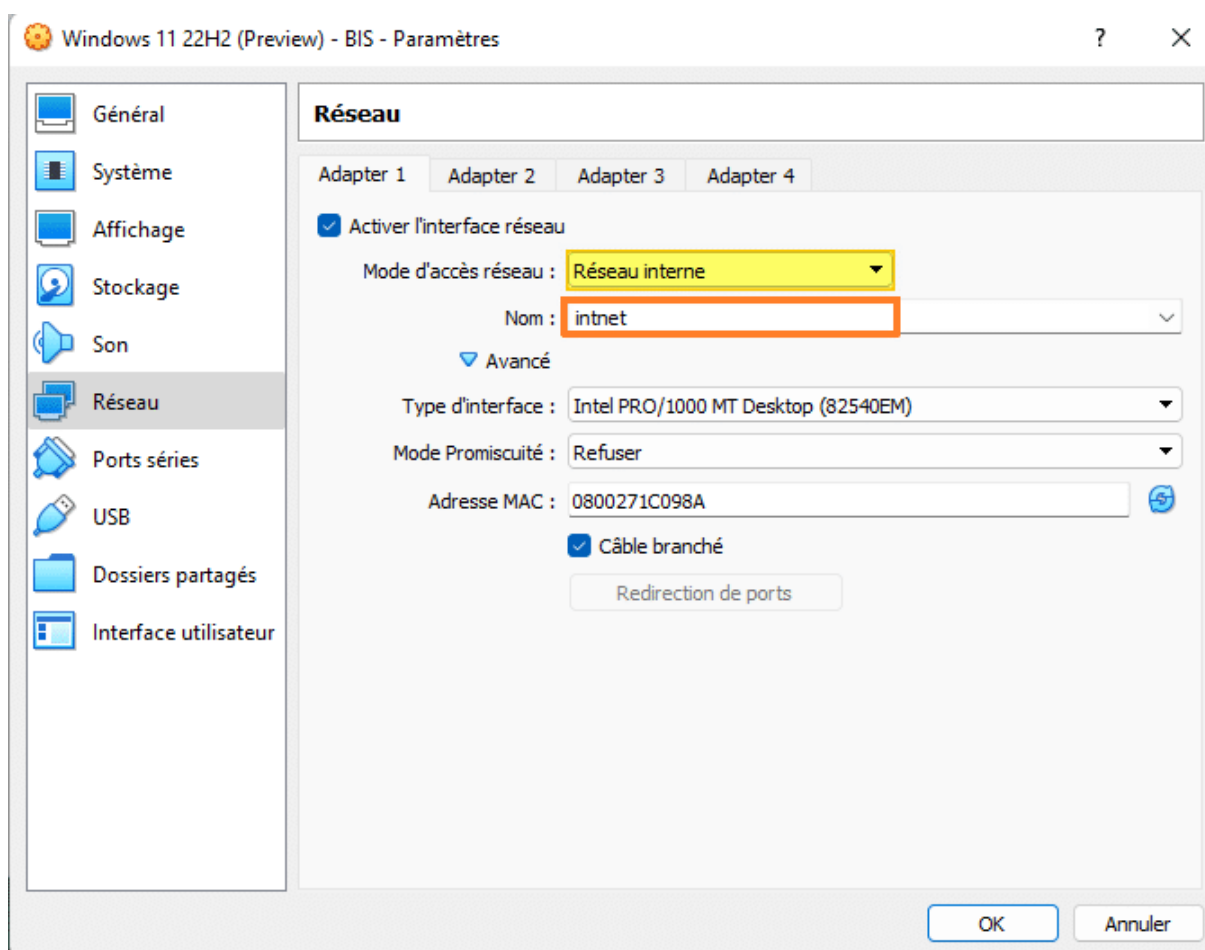 Windows 11 22H2 (Preview) - BIS - Paramètres
?
Général
Système
Affichage
Stockage
Son
Réseau
Ports séries
USB
Dossiers partagés
Interface utilisateur
Réseau
Adapter 1 Adapter 2 Adapter 3 Adapter 4
Activer l'interface réseau
Mode d'accès réseau : Réseau interne
Nom : intnet
Avancé
Type d'interface : Intel PRO/1000 MT Desktop (82540EM)
Mode Promiscuité : Refuser
Adresse MAC : 0800271C098A
Câble branché
Redirection de ports
OK Annuler